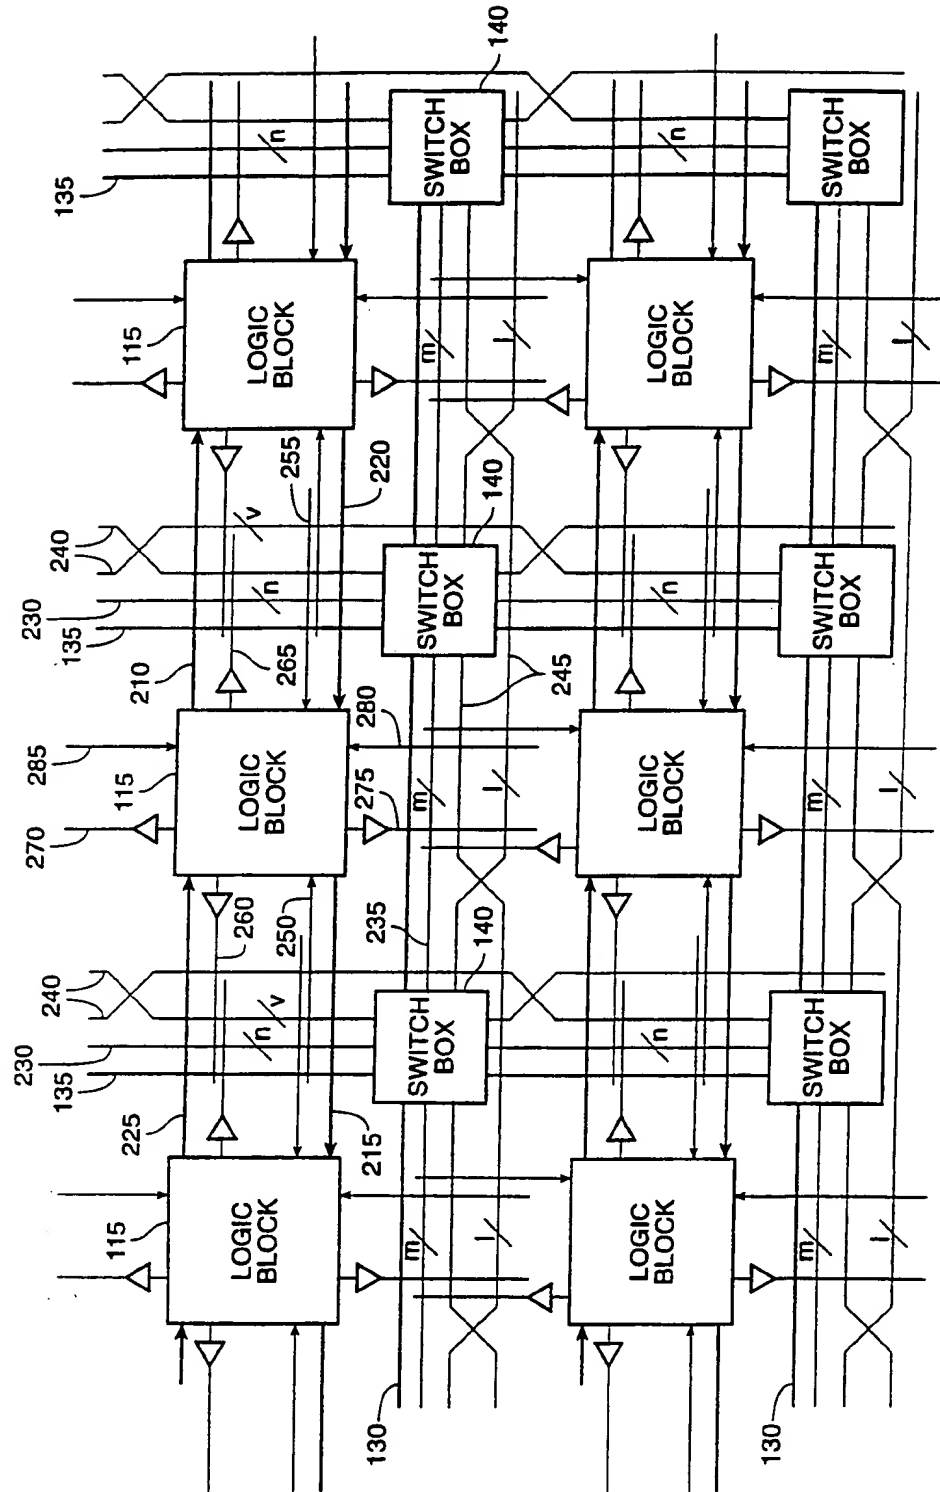 230
270
285
230
135
240
135
240
135
115
225
115
210
115
LOGIC
BLOCK
LOGIC
BLOCK
LOGIC
BLOCK
n
v
260
265
n
v
n
250
255
215
275
280
220
130
235
m
SWITCH
BOX
m
SWITCH
BOX
m
SWITCH
BOX
140
140
140
l
l
l
245
n
n
n
LOGIC
BLOCK
LOGIC
BLOCK
LOGIC
BLOCK
130
m
SWITCH
BOX
m
SWITCH
BOX
m
SWITCH
BOX
l
l
l